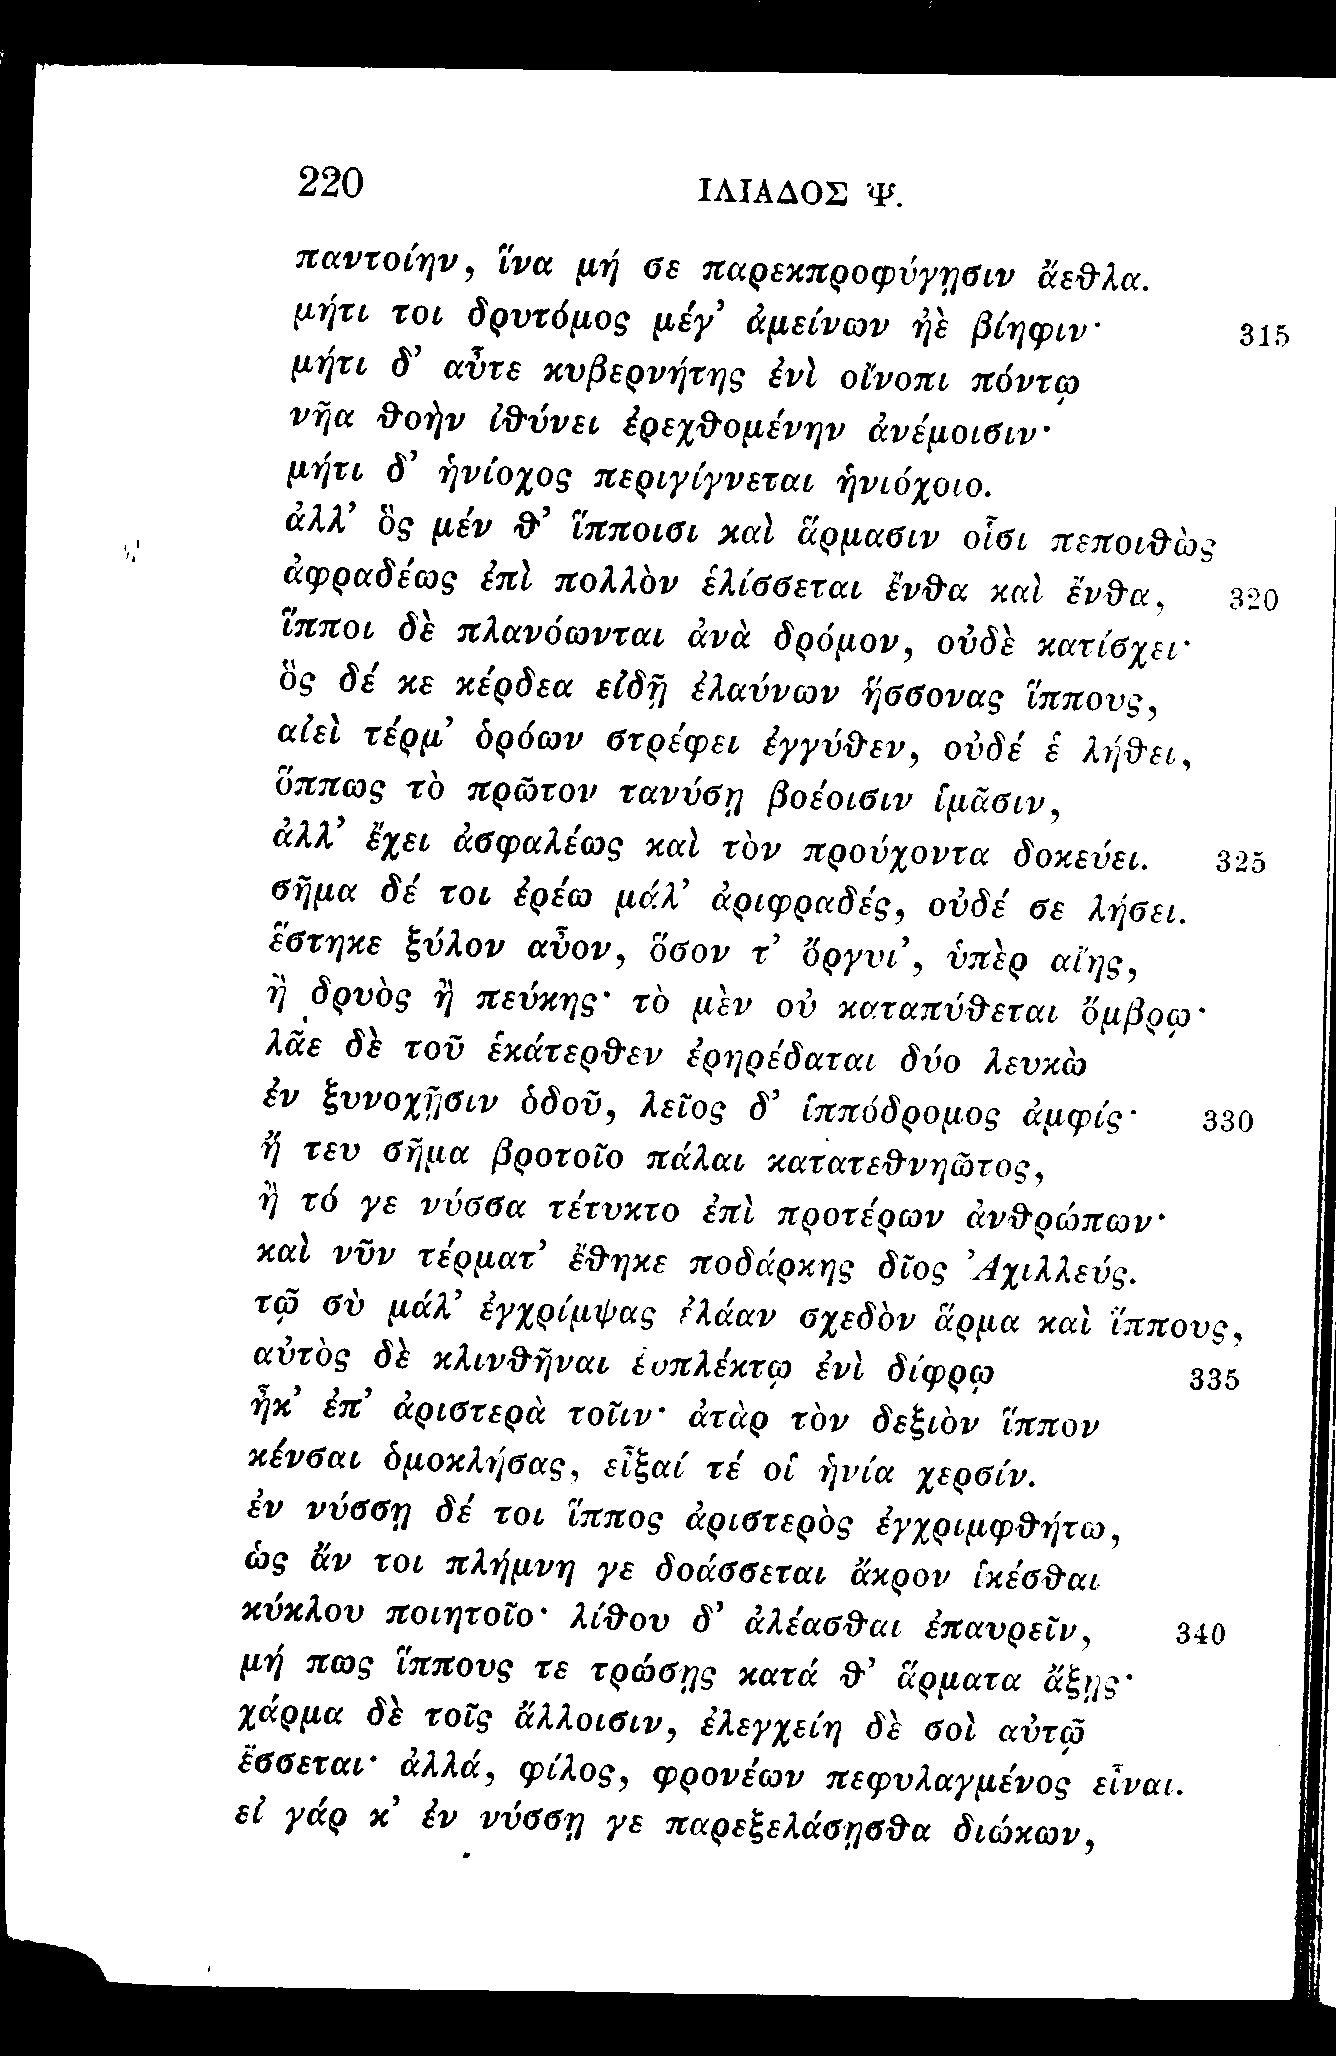 220 ΙΛΙΑΔΟΣ Ψ.
παντοίην, ἵνα μή σε παρεκπροφύγῃσιν ἄεθλα.
μήτι τοι δρυτόμος μέγ’ ἀμείνων ἠὲ βίηφιν· 315
μήτι δ’ αὖτε κυβερνήτης ἐνὶ οἴνοπι πόντῳ
νῆα θοὴν ἰθύνει ἐρεχθομένην ἀνέμοισιν·
μήτι δ’ ἡνίοχος περιγίγνεται ἡνιόχοιο.
ἀλλ’ ὃς μέν θ’ ἵπποισι καὶ ἅρμασιν οἷσι πεποιθὼς
ἀφραδέως ἐπὶ πολλὸν ἑλίσσεται ἔνθα καὶ ἔνθα, 320
ἵπποι δὲ πλανόωνται ἀνὰ δρόμον, οὐδὲ κατίσχει·
ὃς δέ κε κέρδεα εἰδῇ ἐλαύνων ἥσσονας ἵππους,
αἰεὶ τέρμ’ ὁρόων στρέφει ἐγγύθεν, οὐδέ ἑ λήθει,
ὅππως τὸ πρῶτον τανύσῃ βοέοισιν ἱμᾶσιν,
ἀλλ’ ἔχει ἀσφαλέως καὶ τὸν προύχοντα δοκεύει. 325
σῆμα δέ τοι ἐρέω μάλ’ ἀριφραδές, οὐδέ σε λήσει.
ἕστηκε ξύλον αὖον, ὅσον τ’ ὄργυι’, ὑπὲρ αἴης,
ἢ δρυὸς ἢ πεύκης· τὸ μὲν οὐ καταπύθεται ὄμβρῳ·
λᾶε δὲ τοῦ ἑκάτερθεν ἐρηρέδαται δύο λευκὼ
ἐν ξυνοχῇσιν ὁδοῦ, λεῖος δ’ ἱππόδρομος ἀμφίς· 330
ἤ τευ σῆμα βροτοῖο πάλαι κατατεθνηῶτος,
ἢ τό γε νύσσα τέτυκτο ἐπὶ προτέρων ἀνθρώπων·
καὶ νῦν τέρματ’ ἔθηκε ποδάρκης δῖος Ἀχιλλεύς.
τῷ σὺ μάλ’ ἐγχρίμψας ἐλάαν σχεδὸν ἅρμα καὶ ἵππους,
αὐτὸς δὲ κλινθῆναι ἐυπλέκτῳ ἐνὶ δίφρῳ 335
ἦκ’ ἐπ’ ἀριστερὰ τοῖιν· ἀτὰρ τὸν δεξιὸν ἵππον
κένσαι ὁμοκλήσας, εἶξαί τέ οἱ ἡνία χερσίν.
ἐν νύσσῃ δέ τοι ἵππος ἀριστερὸς ἐγχριμφθήτω,
ὡς ἄν τοι πλήμνη γε δοάσσεται ἄκρον ἱκέσθαι
κύκλου ποιητοῖο· λίθου δ’ ἀλέασθαι ἐπαυρεῖν, 340
μή πως ἵππους τε τρώσῃς κατά θ’ ἅρματα ἄξῃς·
χάρμα δὲ τοῖς ἄλλοισιν, ἐλεγχείη δὲ σοὶ αὐτῷ
ἔσσεται· ἀλλά, φίλος, φρονέων πεφυλαγμένος εἶναι.
εἰ γάρ κ’ ἐν νύσσῃ γε παρεξελάσῃσθα διώκων,